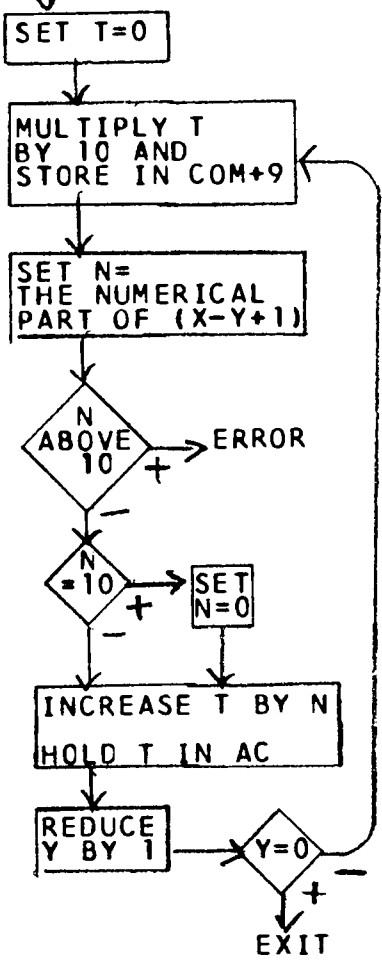 SET T=0
MULTIPLY T
BY 10 AND
STORE IN COM+9
SET N=
THE NUMERICAL
PART OF (X-Y+1)
N
ABOVE
10
+
ERROR
-
N
=10
+
SET
N=0
-
INCREASE T BY N
HOLD T IN AC
REDUCE
Y BY 1
Y=0
-
+
EXIT